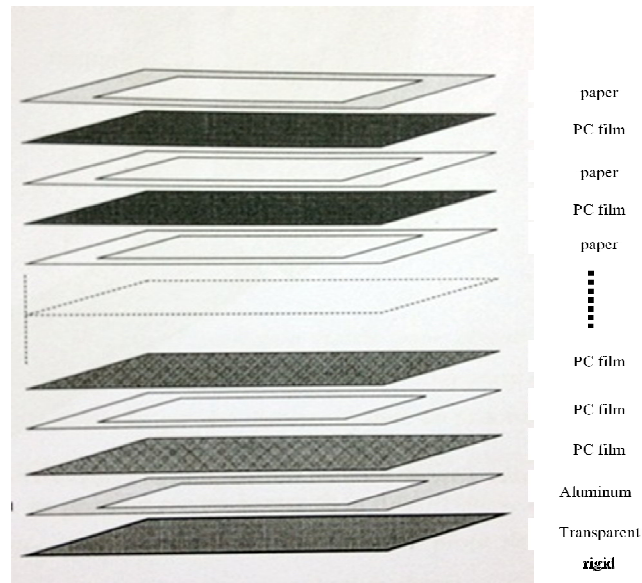 paper
PC film
paper
PC film
paper
PC film
PC film
PC film
Aluminum
Transparent
rigid